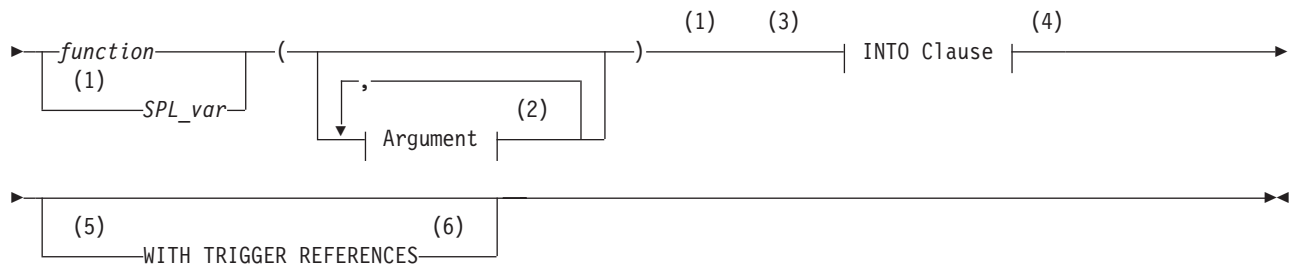 (1) (3) (4)
function ( ) INTO Clause
(1) ,
SPL_var (2)
Argument
(5) (6)
WITH TRIGGER REFERENCES